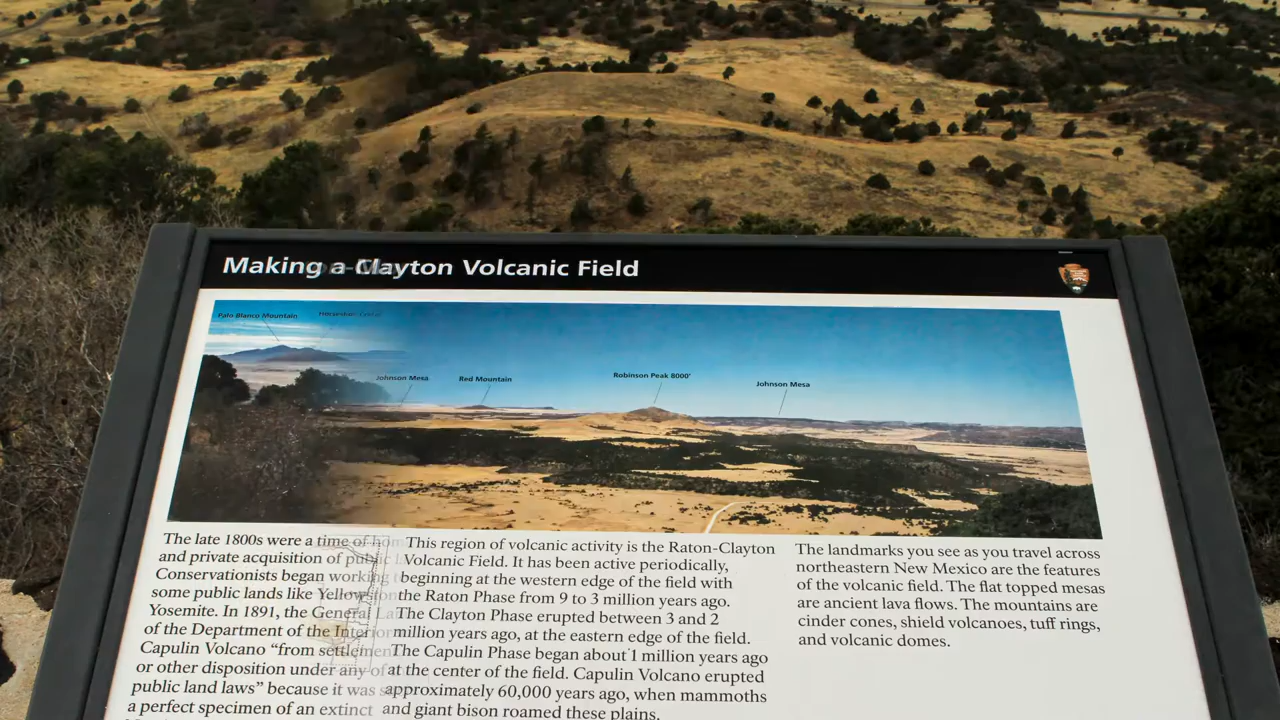 Making a Clayton Volcanic Field
Palo Blanco Mountain
Johnson Mesa
Red Mountain
Robinson Peak 8000'
Johnson Mesa
The late 1800s were a time of
and private acquisition of public
Conservationists began working
some public lands like Yellowston
Yosemite. In 1891, the General La
of the Department of the Interior
Capulin Volcano “from settlemen
or other disposition under any of
public land laws” because it was
a perfect specimen of an extinct
This region of volcanic activity is the Raton-Clayton
Volcanic Field. It has been active periodically,
beginning at the western edge of the field with
the Raton Phase from 9 to 3 million years ago.
The Clayton Phase erupted between 3 and 2
million years ago, at the eastern edge of the field.
The Capulin Phase began about 1 million years ago
at the center of the field. Capulin Volcano erupted
approximately 60,000 years ago, when mammoths
and giant bison roamed these plains.
The landmarks you see as you travel across
northeastern New Mexico are the features
of the volcanic field. The flat topped mesas
are ancient lava flows. The mountains are
cinder cones, shield volcanoes, tuff rings,
and volcanic domes.